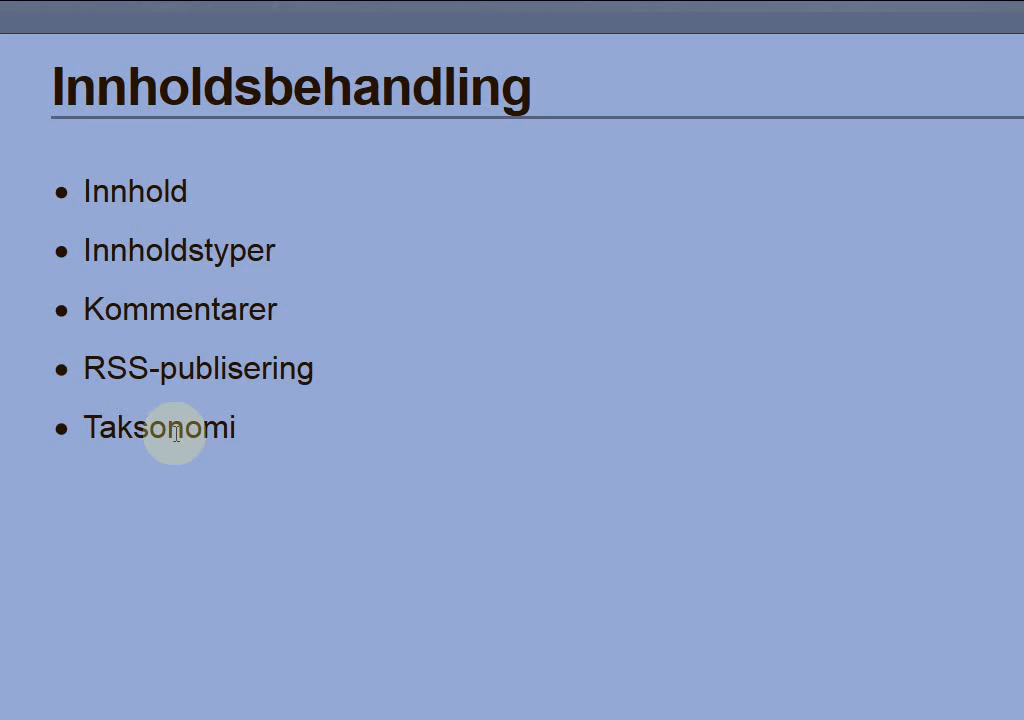 Innholdsbehandling
Innhold
Innholdstyper
Kommentarer
RSS-publisering
Taksonomi